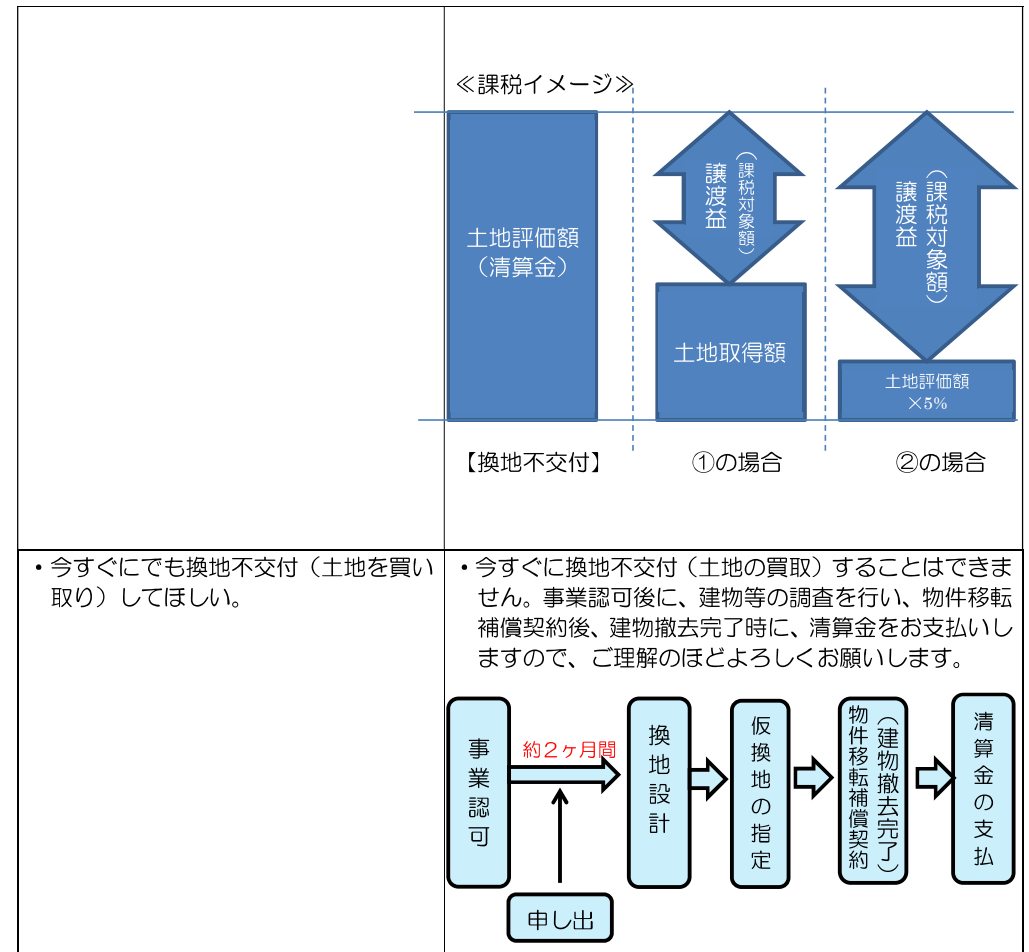 ≪課税イメージ≫
土地評価額
（清算金）
譲渡益
（課税対象額）
土地取得額
譲渡益
（課税対象額）
土地評価額
×5%
【換地不交付】
①の場合
②の場合
・今すぐにでも換地不交付（土地を買い
取り）してほしい。
・今すぐに換地不交付（土地の買取）することはできま
せん。事業認可後に、建物等の調査を行い、物件移転
補償契約後、建物撤去完了時に、清算金をお支払いし
ますので、ご理解のほどよろしくお願いします。
事業認可
約２ヶ月間
申し出
換地設計
仮換地の指定
物件移転補償契約
（建物撤去完了）
清算金の支払